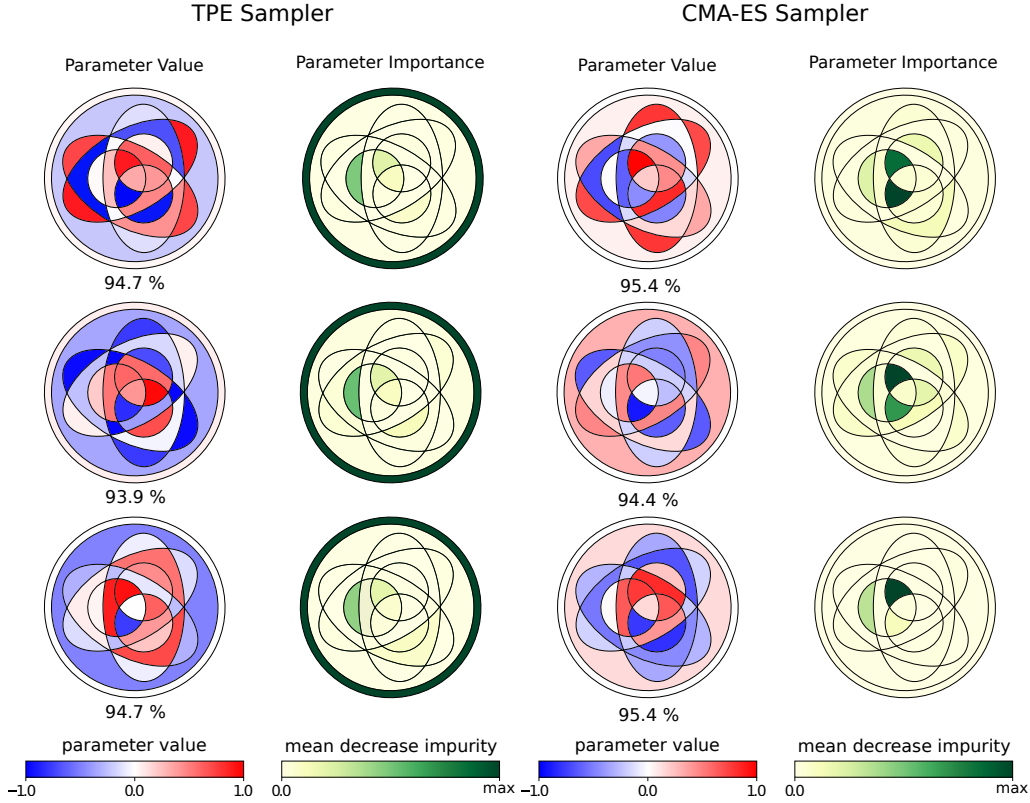 TPE Sampler
CMA-ES Sampler
Parameter Value
Parameter Importance
Parameter Value
Parameter Importance
94.7 %
95.4 %
93.9 %
94.4 %
94.7 %
95.4 %
parameter value
mean decrease impurity
parameter value
mean decrease impurity
−1.0 0.0 1.0
0.0 max
−1.0 0.0 1.0
0.0 max